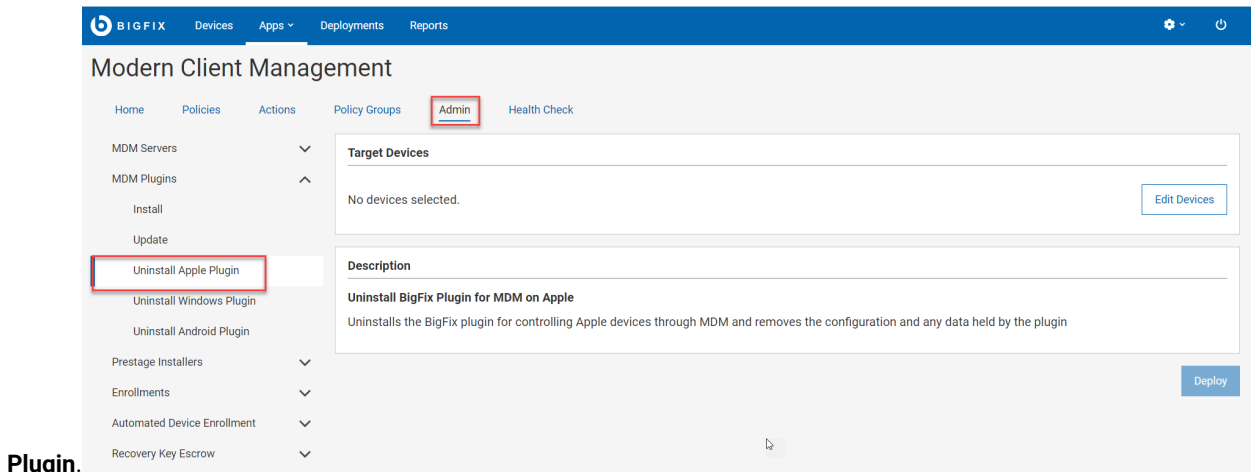 BIGFIX Devices Apps Deployments Reports
Modern Client Management
Home Policies Actions Policy Groups Admin Health Check
MDM Servers
MDM Plugins
Install
Update
Uninstall Apple Plugin
Uninstall Windows Plugin
Uninstall Android Plugin
Prestage Installers
Enrollments
Automated Device Enrollment
Recovery Key Escrow
Target Devices
No devices selected.
Edit Devices
Description
Uninstall BigFix Plugin for MDM on Apple
Uninstalls the BigFix plugin for controlling Apple devices through MDM and removes the configuration and any data held by the plugin
Deploy
Plugin.